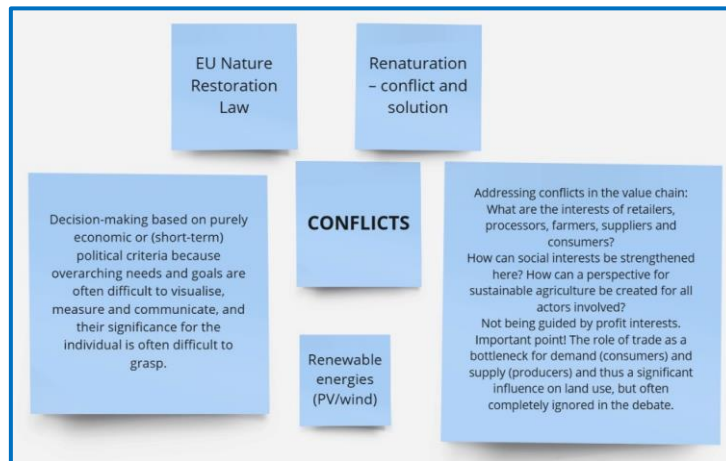 EU Nature
Restoration
Law
Renaturation
– conflict and
solution
Decision-making based on purely
economic or (short-term)
political criteria because
overarching needs and goals are
often difficult to visualise,
measure and communicate, and
their significance for the
individual is often difficult to
grasp.
CONFLICTS
Renewable
energies
(PV/wind)
Addressing conflicts in the value chain:
What are the interests of retailers,
processors, farmers, suppliers and
consumers?
How can social interests be strengthened
here? How can a perspective for
sustainable agriculture be created for all
actors involved?
Not being guided by profit interests.
Important point! The role of trade as a
bottleneck for demand (consumers) and
supply (producers) and thus a significant
influence on land use, but often
completely ignored in the debate.